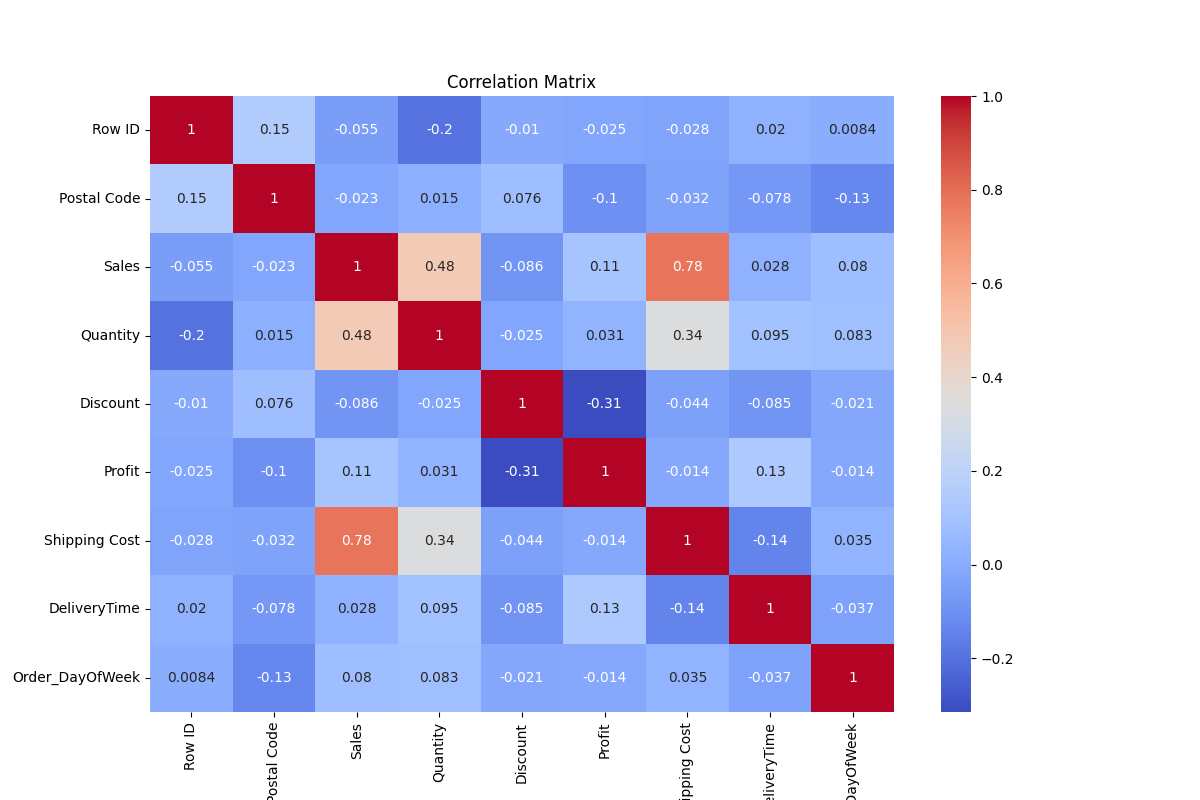 Correlation Matrix
Row ID 1 0.15 -0.055 -0.2 -0.01 -0.025 -0.028 0.02 0.0084
Postal Code 0.15 1 -0.023 0.015 0.076 -0.1 -0.032 -0.078 -0.13
Sales -0.055 -0.023 1 0.48 -0.086 0.11 0.78 0.028 0.08
Quantity -0.2 0.015 0.48 1 -0.025 0.031 0.34 0.095 0.083
Discount -0.01 0.076 -0.086 -0.025 1 -0.31 -0.044 -0.085 -0.021
Profit -0.025 -0.1 0.11 0.031 -0.31 1 -0.014 0.13 -0.014
Shipping Cost -0.028 -0.032 0.78 0.34 -0.044 -0.014 1 -0.14 0.035
DeliveryTime 0.02 -0.078 0.028 0.095 -0.085 0.13 -0.14 1 -0.037
Order_DayOfWeek 0.0084 -0.13 0.08 0.083 -0.021 -0.014 0.035 -0.037 1
Row ID
Postal Code
Sales
Quantity
Discount
Profit
ipping Cost
eliveryTime
DayOfWeek
1.0
0.8
0.6
0.4
0.2
0.0
−0.2